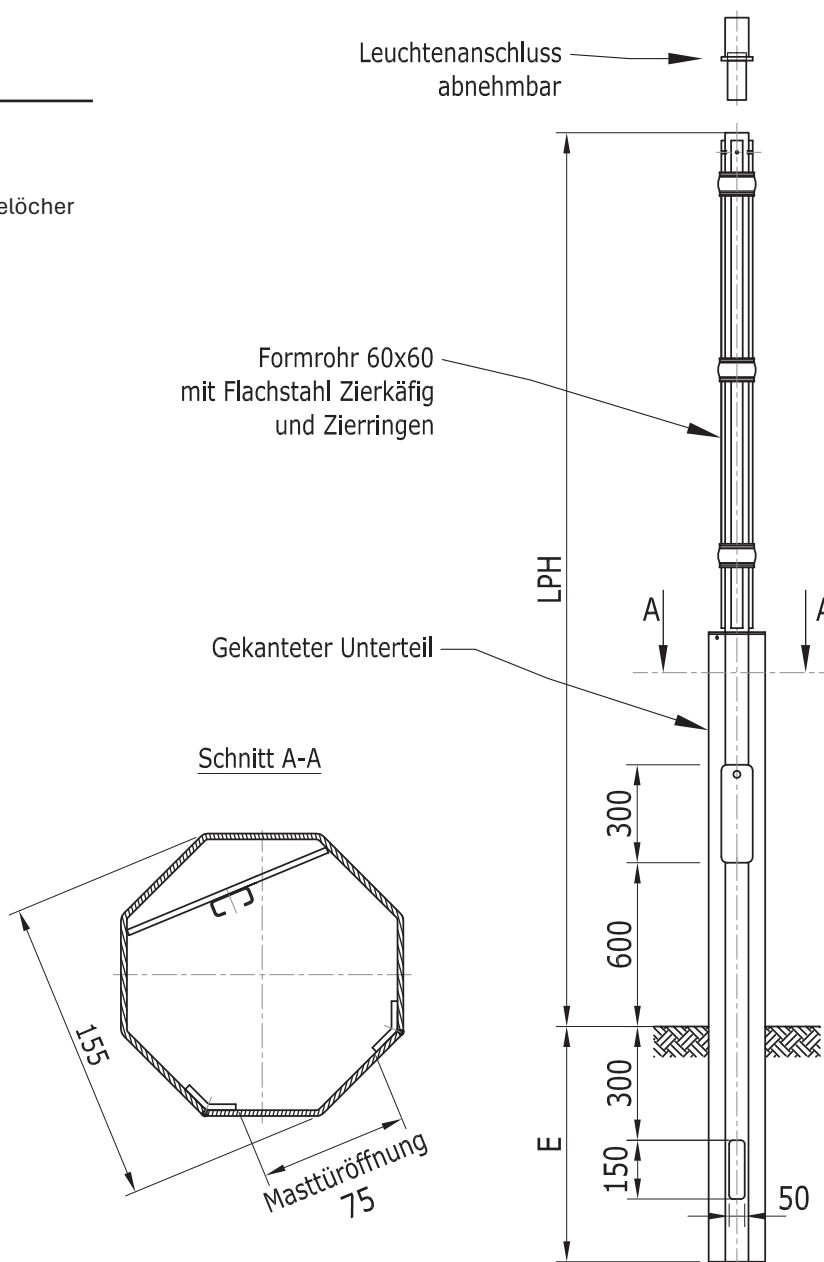 Leuchtenanschluss
abnehmbar
elöcher
Formrohr 60x60
mit Flachstahl Zierkäfig
und Zierringen
LPH
A
A
Gekanteter Unterteil
Schnitt A-A
300
600
155
300
E
150
50
Masttüröffnung
75